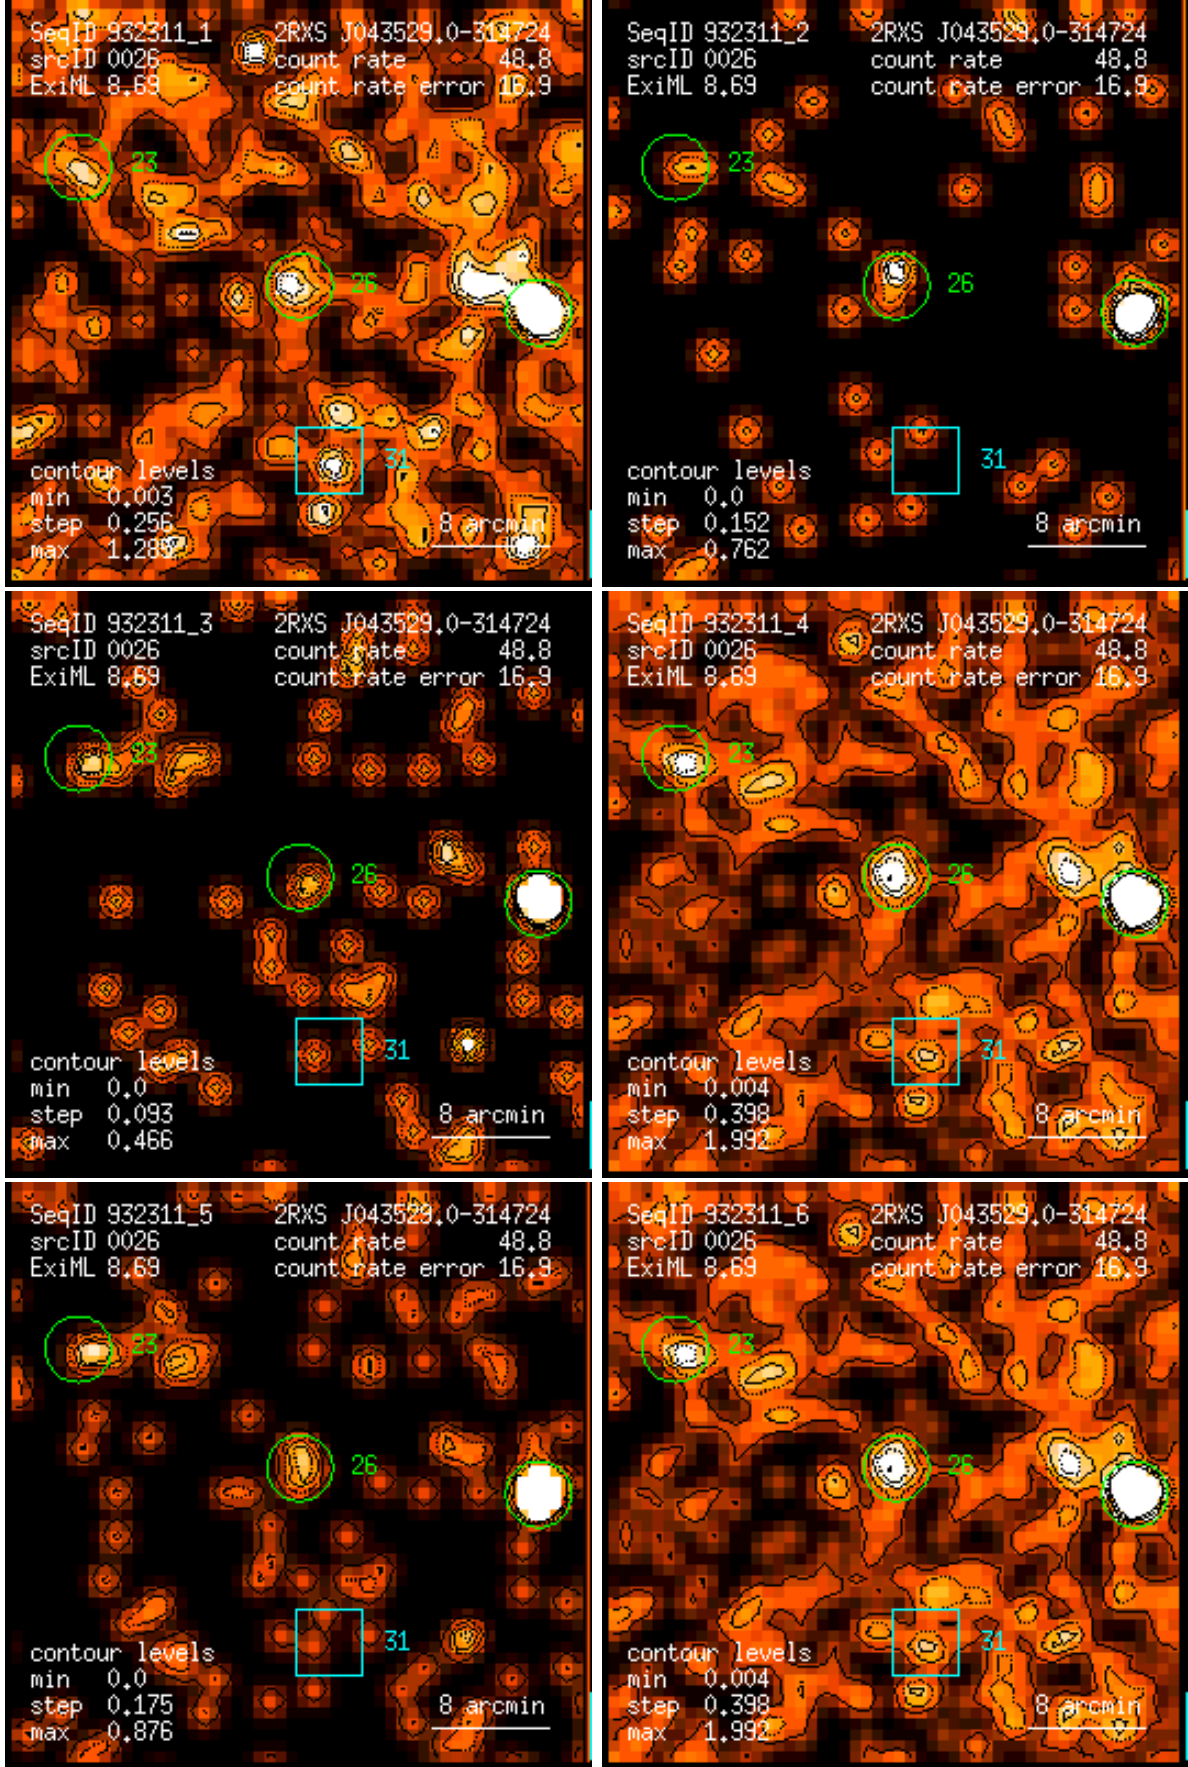 SeqID 932311_1 2RXS J043529.0-314724
srcID 0026 count rate 48.8
ExiML 8.69 count rate error 16.9
23
26
31
contour levels
min 0.003
step 0.256
max 1.285
8 arcmin
SeqID 932311_2 2RXS J043529.0-314724
srcID 0026 count rate 48.8
ExiML 8.69 count rate error 16.9
23
26
31
contour levels
min 0.0
step 0.152
max 0.762
8 arcmin
SeqID 932311_3 2RXS J043529.0-314724
srcID 0026 count rate 48.8
ExiML 8.69 count rate error 16.9
23
26
31
contour levels
min 0.0
step 0.093
max 0.466
8 arcmin
SeqID 932311_4 2RXS J043529.0-314724
srcID 0026 count rate 48.8
ExiML 8.69 count rate error 16.9
23
26
31
contour levels
min 0.004
step 0.398
max 1.992
8 arcmin
SeqID 932311_5 2RXS J043529.0-314724
srcID 0026 count rate 48.8
ExiML 8.69 count rate error 16.9
23
26
31
contour levels
min 0.0
step 0.175
max 0.876
8 arcmin
SeqID 932311_6 2RXS J043529.0-314724
srcID 0026 count rate 48.8
ExiML 8.69 count rate error 16.9
23
26
31
contour levels
min 0.004
step 0.398
max 1.992
8 arcmin